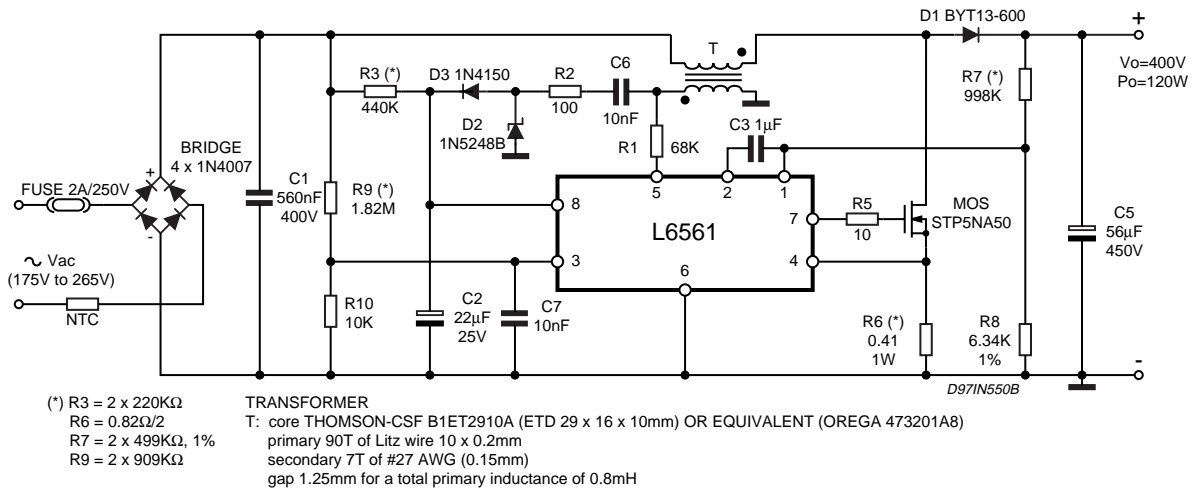 D1 BYT13-600
+
Vo=400V
Po=120W
T
R3 (*)
440K
D3 1N4150
R2
100
C6
10nF
R7 (*)
998K
D2
1N5248B
R1
68K
C3 1µF
BRIDGE
4 x 1N4007
+
-
FUSE 2A/250V
C1
560nF
400V
R9 (*)
1.82M
5
2
1
8
L6561
7
R5
10
MOS
STP5NA50
C5
56µF
450V
3
6
4
~ Vac
(175V to 265V)
NTC
R10
10K
C2
22µF
25V
C7
10nF
R6 (*)
0.41
1W
R8
6.34K
1%
-
D97IN550B
(*) R3 = 2 x 220KΩ
R6 = 0.82Ω/2
R7 = 2 x 499KΩ, 1%
R9 = 2 x 909KΩ
TRANSFORMER
T: core THOMSON-CSF B1ET2910A (ETD 29 x 16 x 10mm) OR EQUIVALENT (OREGA 473201A8)
primary 90T of Litz wire 10 x 0.2mm
secondary 7T of #27 AWG (0.15mm)
gap 1.25mm for a total primary inductance of 0.8mH